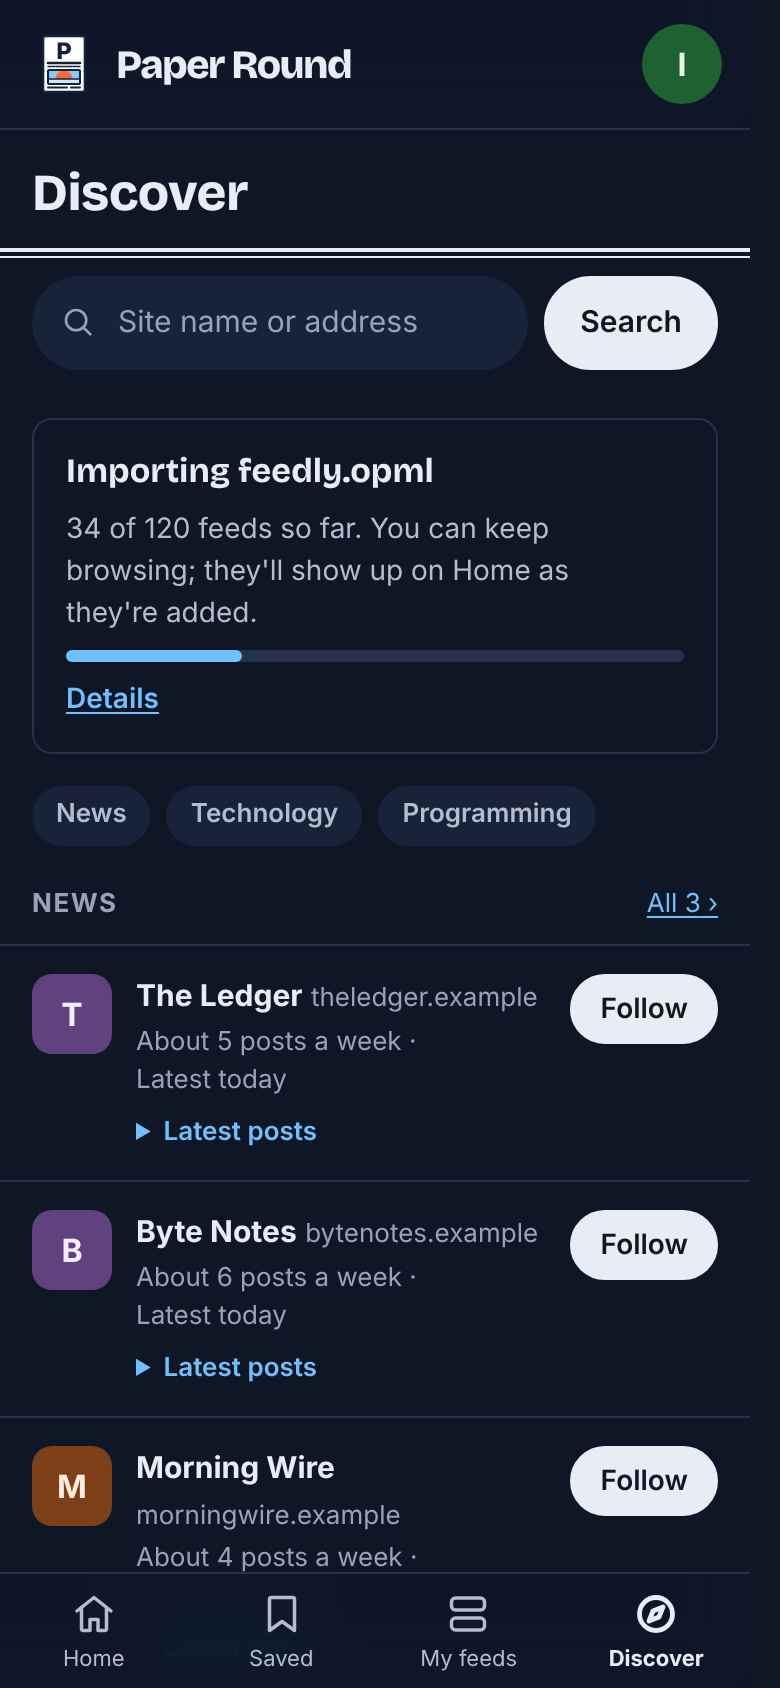 P
Paper Round
I
Discover
Site name or address
Search
Importing feedly.opml
34 of 120 feeds so far. You can keep
browsing; they'll show up on Home as
they're added.
Details
News
Technology
Programming
NEWS
All 3 ›
T
The Ledger theledger.example
Follow
About 5 posts a week ·
Latest today
Latest posts
B
Byte Notes bytenotes.example
Follow
About 6 posts a week ·
Latest today
Latest posts
M
Morning Wire
Follow
morningwire.example
About 4 posts a week ·
Home
Saved
My feeds
Discover